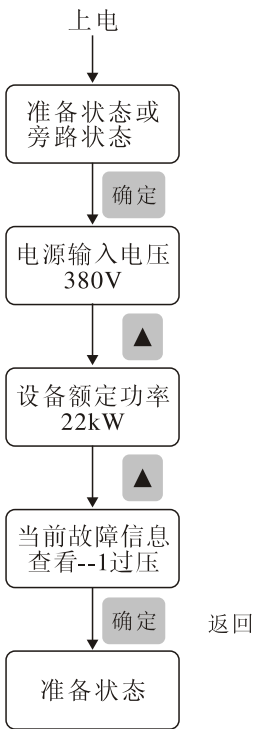 上电
准备状态或
旁路状态
确定
电源输入电压
380V
▲
设备额定功率
22kW
▲
当前故障信息
查看--1过压
确定
返回
准备状态